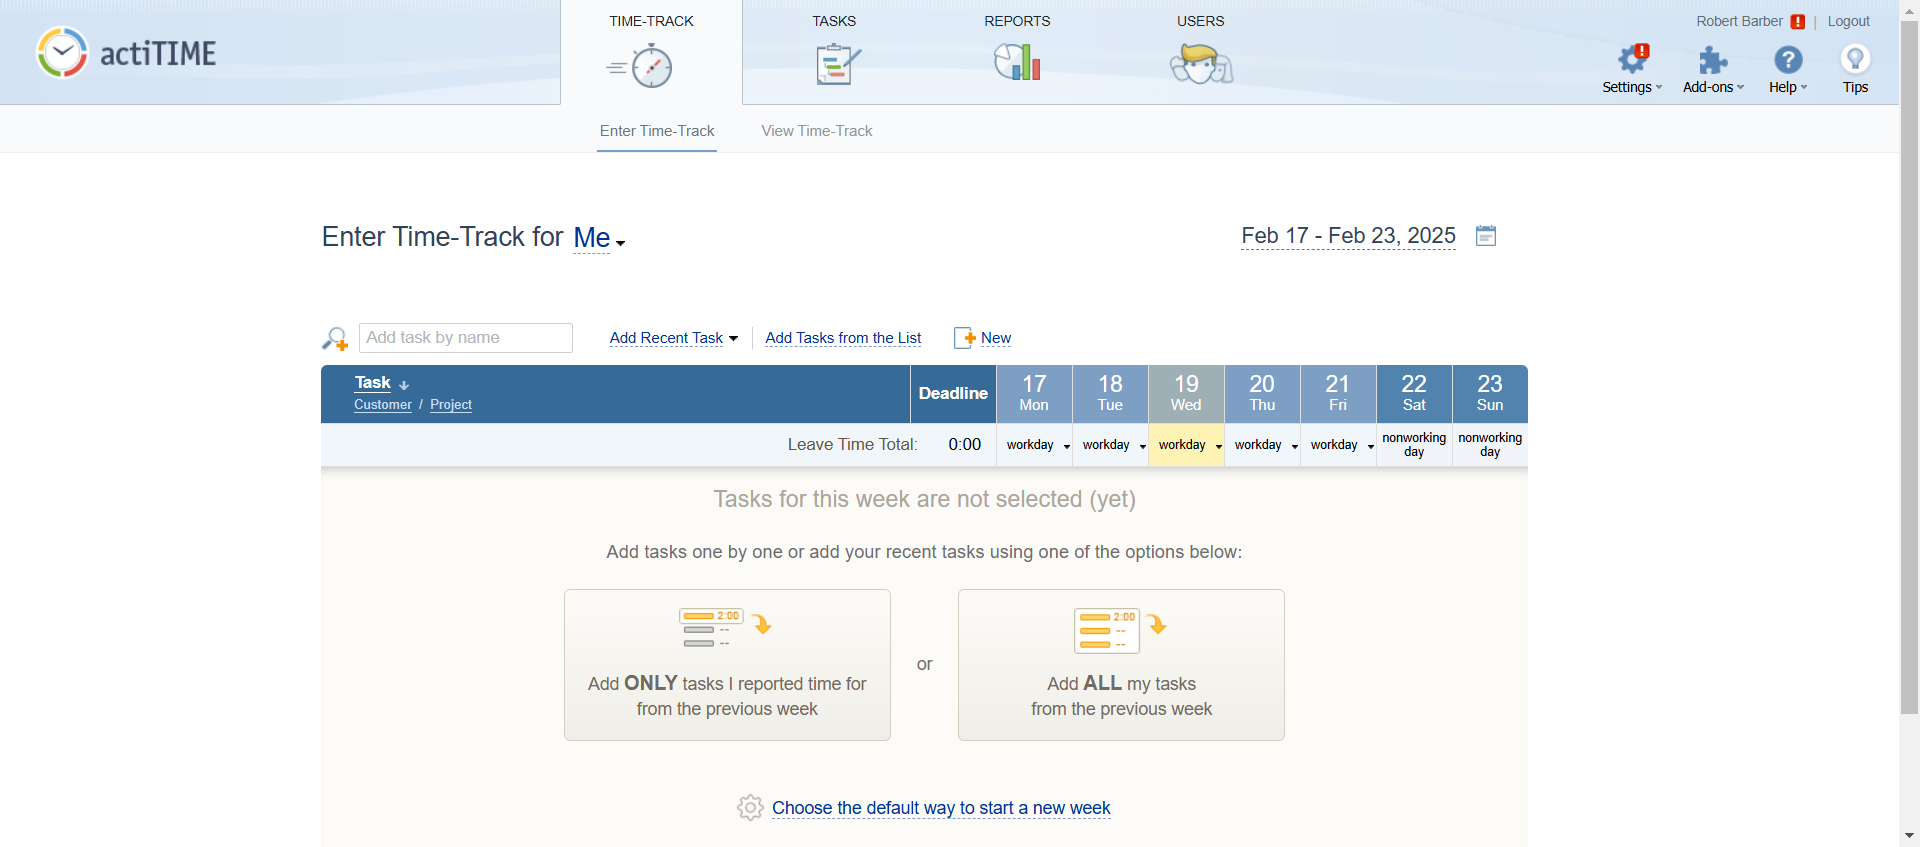 actiTIME
TIME-TRACK
TASKS
REPORTS
USERS
Robert Barber ! | Logout
Settings
Add-ons
Help
Tips
Enter Time-Track
View Time-Track
Enter Time-Track for Me
Feb 17 - Feb 23, 2025
Add task by name
Add Recent Task
Add Tasks from the List
New
Task
Customer / Project
Deadline
17
Mon
18
Tue
19
Wed
20
Thu
21
Fri
22
Sat
23
Sun
Leave Time Total: 0:00
workday
workday
workday
workday
workday
nonworking
day
nonworking
day
Tasks for this week are not selected (yet)
Add tasks one by one or add your recent tasks using one of the options below:
2:00
--
--
Add ONLY tasks I reported time for
from the previous week
or
2:00
--
--
Add ALL my tasks
from the previous week
Choose the default way to start a new week